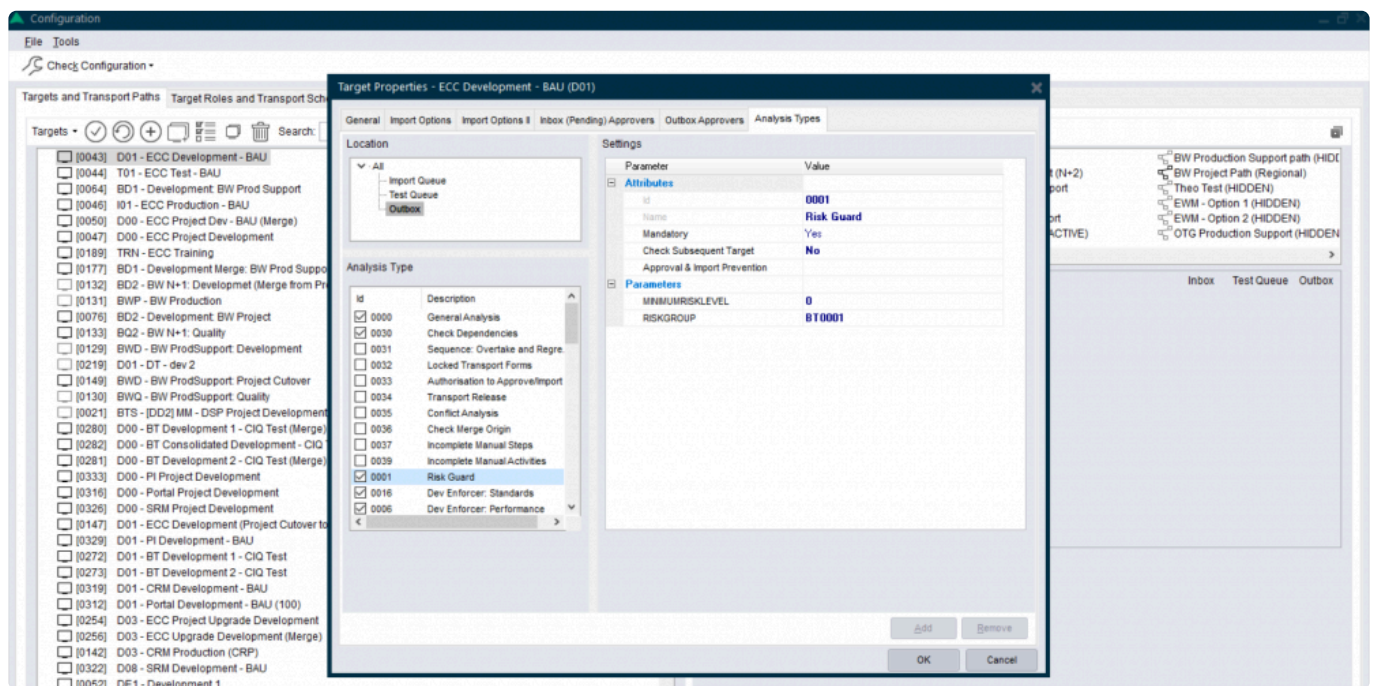 Configuration
File Tools
Check Configuration
Targets and Transport Paths Target Roles and Transport Sch
Targets Search:
[0043] D01 - ECC Development - BAU
[0044] T01 - ECC Test - BAU
[0064] BD1 - Development: BW Prod Support
[0046] I01 - ECC Production - BAU
[0050] D00 - ECC Project Dev - BAU (Merge)
[0047] D00 - ECC Project Development
[0189] TRN - ECC Training
[0177] BD1 - Development Merge: BW Prod Suppo
[0132] BD2 - BW N+1: Developmet (Merge from Pr
[0131] BWP - BW Production
[0076] BD2 - Development: BW Project
[0133] BQ2 - BW N+1: Quality
[0129] BWD - BW ProdSupport: Development
[0219] D01 - DT - dev 2
[0149] BWD - BW ProdSupport: Project Cutover
[0130] BWQ - BW ProdSupport: Quality
[0021] BTS - [DD2] MM - DSP Project Development
[0280] D00 - BT Development 1 - CIQ Test (Merge)
[0282] D00 - BT Consolidated Development - CIQ
[0281] D00 - BT Development 2 - CIQ Test (Merge)
[0333] D00 - PI Project Development
[0316] D00 - Portal Project Development
[0326] D00 - SRM Project Development
[0147] D01 - ECC Development (Project Cutover to
[0329] D01 - PI Development - BAU
[0272] D01 - BT Development 1 - CIQ Test
[0273] D01 - BT Development 2 - CIQ Test
[0319] D01 - CRM Development - BAU
[0312] D01 - Portal Development - BAU (100)
[0254] D03 - ECC Project Upgrade Development
[0256] D03 - ECC Upgrade Development (Merge)
[0142] D03 - CRM Production (CRP)
[0322] D08 - SRM Development - BAU
[0052] DE1 - Development 1
Target Properties - ECC Development - BAU (D01)
General Import Options Import Options II Inbox (Pending) Approvers Outbox Approvers Analysis Types
Location
All
Import Queue
Test Queue
Outbox
Analysis Type
Id Description
0000 General Analysis
0030 Check Dependencies
0031 Sequence: Overtake and Regre.
0032 Locked Transport Forms
0033 Authorisation to Approve/Import
0034 Transport Release
0035 Conflict Analysis
0036 Check Merge Origin
0037 Incomplete Manual Steps
0039 Incomplete Manual Activities
0001 Risk Guard
0016 Dev Enforcer: Standards
0006 Dev Enforcer: Performance
Settings
Parameter Value
Attributes
Id 0001
Name Risk Guard
Mandatory Yes
Check Subsequent Target No
Approval & Import Prevention
Parameters
MINIMUMRISKLEVEL 0
RISKGROUP BT0001
Add Remove
OK Cancel
BW Production Support path (HIDE
t (N+2) BW Project Path (Regional)
port Theo Test (HIDDEN)
EWM - Option 1 (HIDDEN)
ort EWM - Option 2 (HIDDEN)
ACTIVE) OTG Production Support (HIDDEN
Inbox Test Queue Outbox